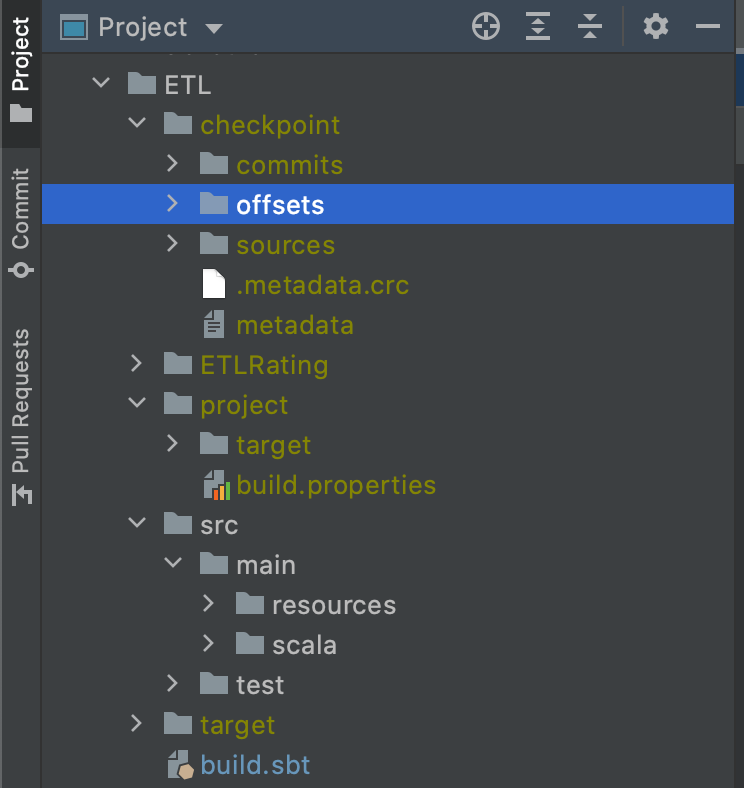 Project
ETL
checkpoint
commits
offsets
sources
.metadata.crc
metadata
ETLRating
project
target
build.properties
src
main
resources
scala
test
target
build.sbt
Project
Commit
Pull Requests